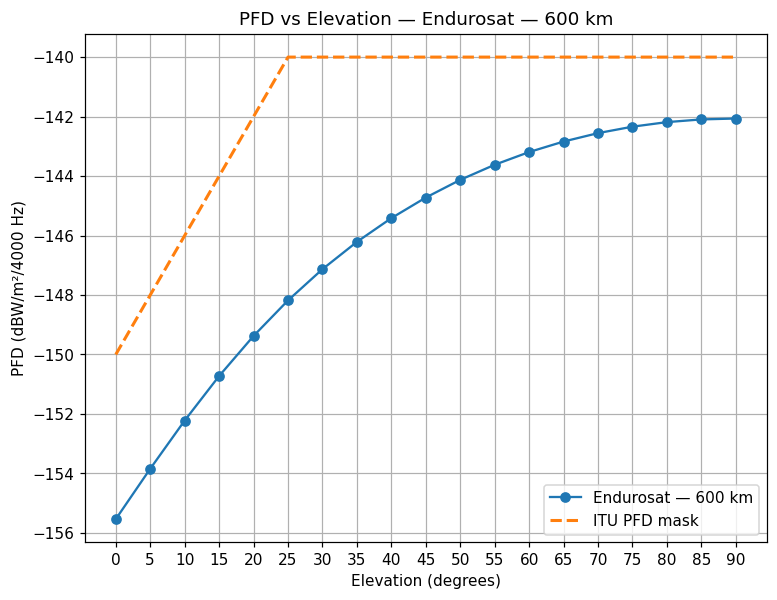 PFD vs Elevation — Endurosat — 600 km
PFD (dBW/m²/4000 Hz)
−140
−142
−144
−146
−148
−150
−152
−154
−156
Endurosat — 600 km
ITU PFD mask
0 5 10 15 20 25 30 35 40 45 50 55 60 65 70 75 80 85 90
Elevation (degrees)